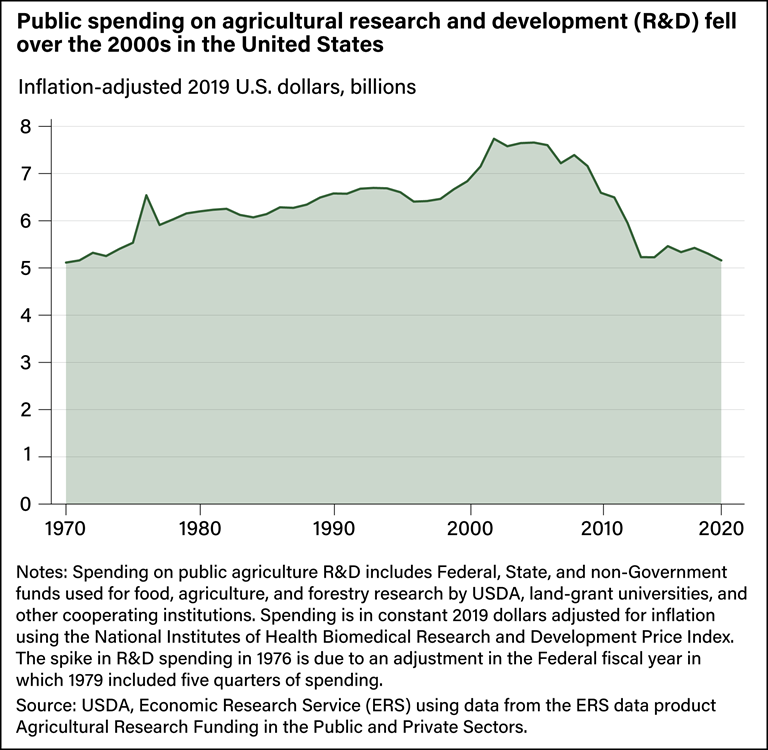 Public spending on agricultural research and development (R&D) fell
over the 2000s in the United States
Inflation-adjusted 2019 U.S. dollars, billions
8
7
6
5
4
3
2
1
0
1970 1980 1990 2000 2010 2020
Notes: Spending on public agriculture R&D includes Federal, State, and non-Government
funds used for food, agriculture, and forestry research by USDA, land-grant universities, and
other cooperating institutions. Spending is in constant 2019 dollars adjusted for inflation
using the National Institutes of Health Biomedical Research and Development Price Index.
The spike in R&D spending in 1976 is due to an adjustment in the Federal fiscal year in
which 1979 included five quarters of spending.
Source: USDA, Economic Research Service (ERS) using data from the ERS data product
Agricultural Research Funding in the Public and Private Sectors.